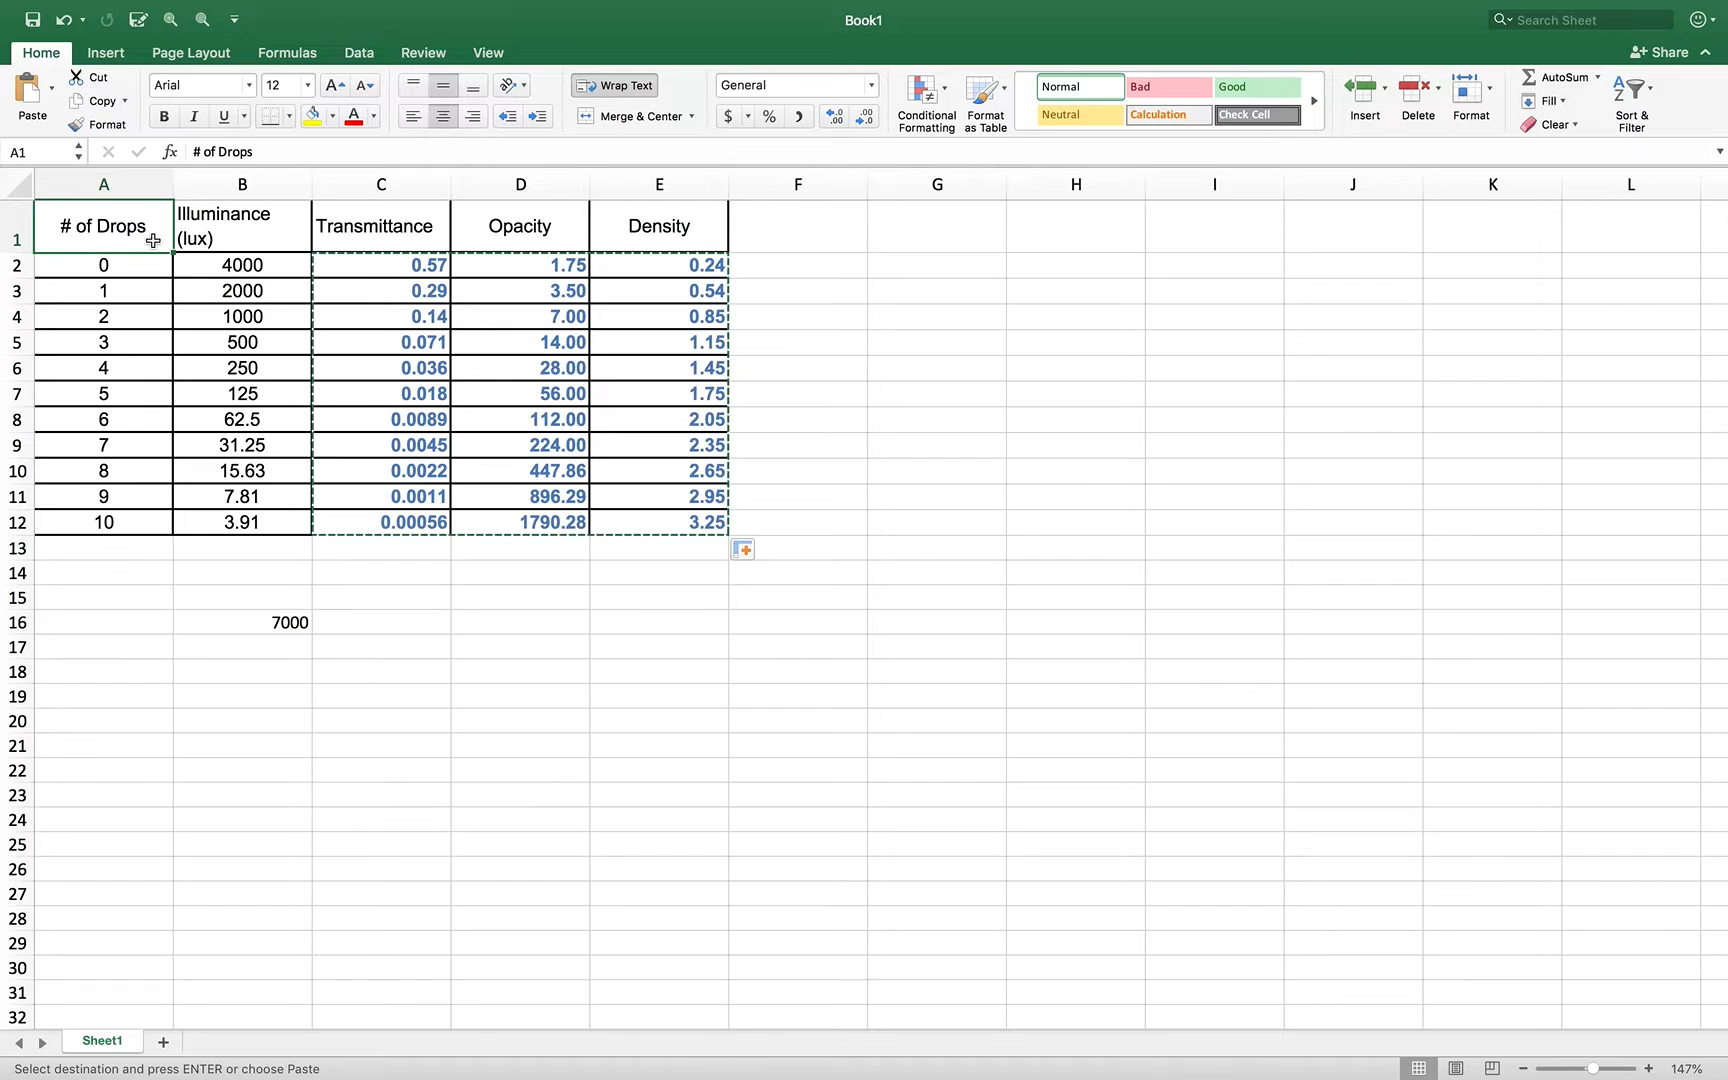 Book1
Search Sheet
Home Insert Page Layout Formulas Data Review View
Share
Paste
Cut
Copy
Format
Arial 12
B I U
Wrap Text
Merge & Center
General
$ % )
Conditional Formatting
Format as Table
Normal Bad Good
Neutral Calculation Check Cell
Insert Delete Format
AutoSum
Fill
Clear
Sort & Filter
A1 fx # of Drops
A B C D E F G H I J K L
1 # of Drops Illuminance (lux) Transmittance Opacity Density
2 0 4000 0.57 1.75 0.24
3 1 2000 0.29 3.50 0.54
4 2 1000 0.14 7.00 0.85
5 3 500 0.071 14.00 1.15
6 4 250 0.036 28.00 1.45
7 5 125 0.018 56.00 1.75
8 6 62.5 0.0089 112.00 2.05
9 7 31.25 0.0045 224.00 2.35
10 8 15.63 0.0022 447.86 2.65
11 9 7.81 0.0011 896.29 2.95
12 10 3.91 0.00056 1790.28 3.25
13
14
15
16 7000
17
18
19
20
21
22
23
24
25
26
27
28
29
30
31
32
Sheet1
Select destination and press ENTER or choose Paste
147%